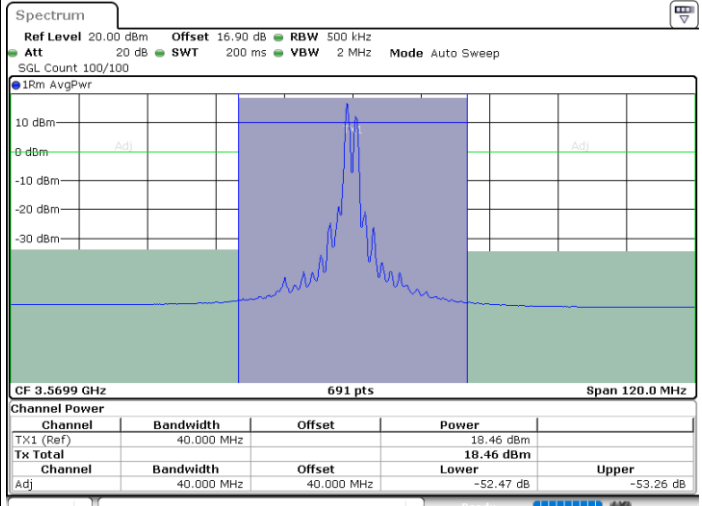 Spectrum
Ref Level 20.00 dBm Offset 16.90 dB RBW 500 kHz
Att 20 dB SWT 200 ms VBW 2 MHz Mode Auto Sweep
SGL Count 100/100
1Rm AvgPwr
10 dBm
0 dBm
Adj
Adj
-10 dBm
-20 dBm
-30 dBm
CF 3.5699 GHz 691 pts Span 120.0 MHz
Channel Power
Channel Bandwidth Offset Power
TX1 (Ref) 40.000 MHz 18.46 dBm
Tx Total 18.46 dBm
Channel Bandwidth Offset Lower Upper
Adj 40.000 MHz 40.000 MHz -52.47 dB -53.26 dB